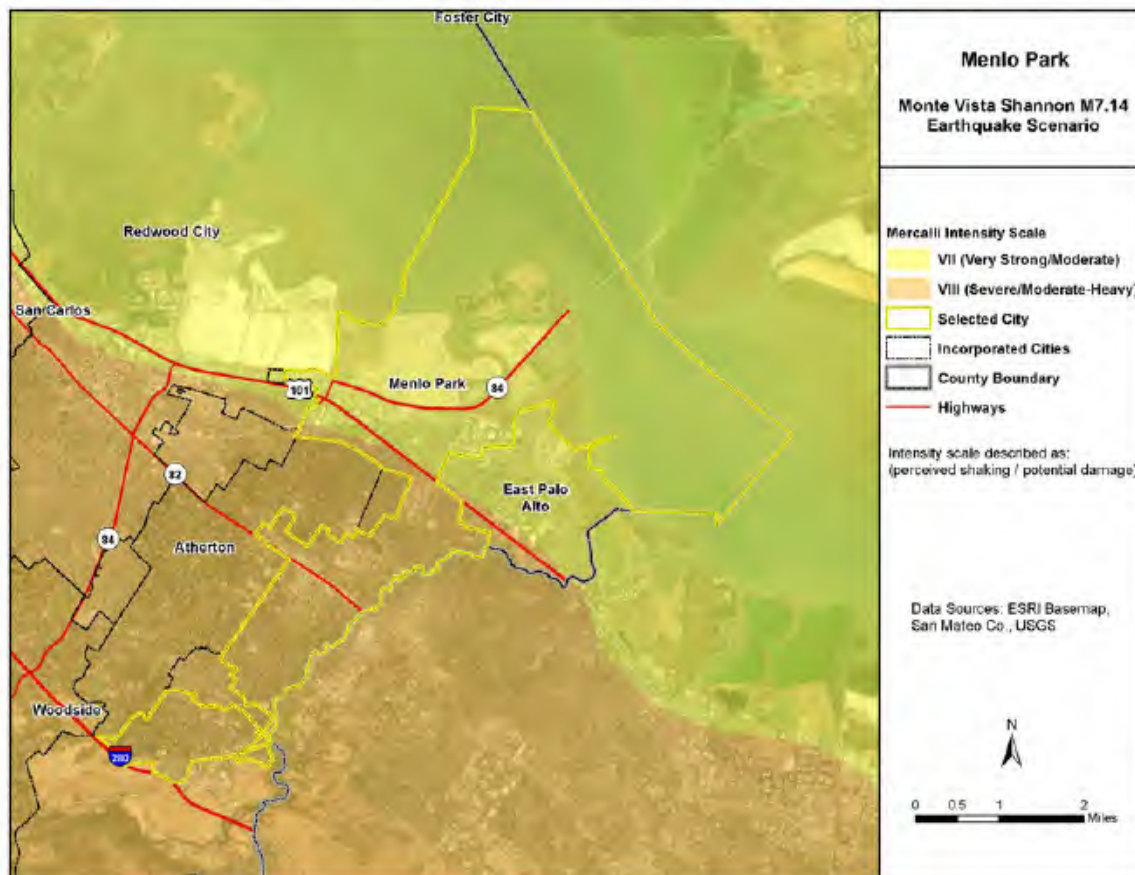 Foster City
Redwood City
San Carlos
101
Menlo Park
84
82
East Palo
Alto
84
Atherton
Woodside
280
Menlo Park
Monte Vista Shannon M7.14
Earthquake Scenario
Mercalli Intensity Scale
VII (Very Strong/Moderate)
VIII (Severe/Moderate-Heavy)
Selected City
Incorporated Cities
County Boundary
Highways
Intensity scale described as:
(perceived shaking / potential damage)
Data Sources: ESRI Basemap,
San Mateo Co., USGS
N
0 0.5 1 2
Miles